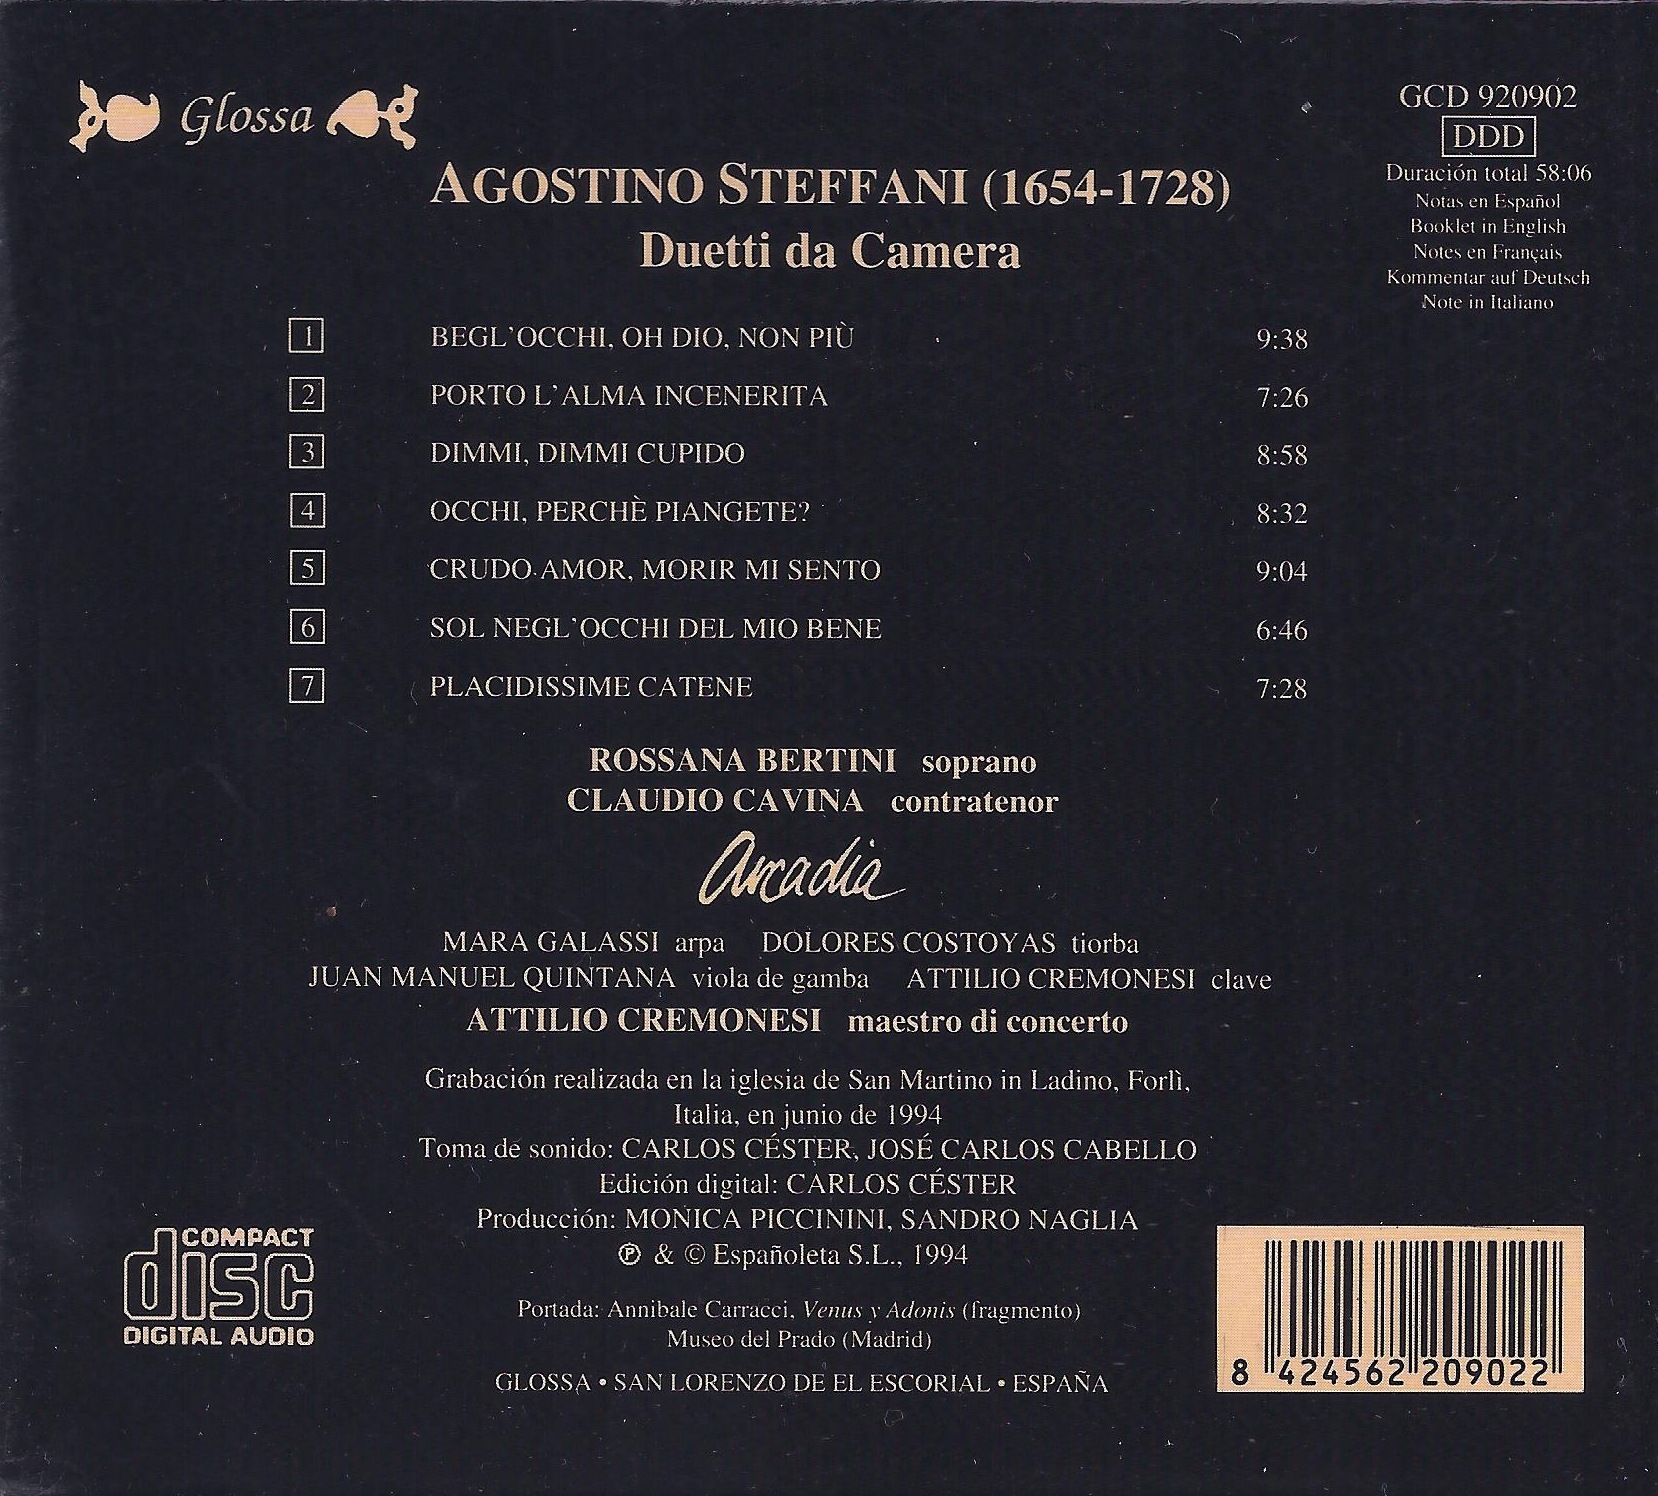 Glossa
GCD 920902
DDD
Duración total 58:06
Notas en Español
Booklet in English
Notes en Français
Kommentar auf Deutsch
Note in Italiano
AGOSTINO STEFFANI (1654-1728)
Duetti da Camera
1 BEGL'OCCHI, OH DIO, NON PIÙ 9:38
2 PORTO L'ALMA INCENERITA 7:26
3 DIMMI, DIMMI CUPIDO 8:58
4 OCCHI, PERCHÈ PIANGETE? 8:32
5 CRUDO AMOR, MORIR MI SENTO 9:04
6 SOL NEGL'OCCHI DEL MIO BENE 6:46
7 PLACIDISSIME CATENE 7:28
ROSSANA BERTINI soprano
CLAUDIO CAVINA contratenor
Arcadia
MARA GALASSI arpa DOLORES COSTOYAS tiorba
JUAN MANUEL QUINTANA viola de gamba ATTILIO CREMONESI clave
ATTILIO CREMONESI maestro di concerto
Grabación realizada en la iglesia de San Martino in Ladino, Forlì,
Italia, en junio de 1994
Toma de sonido: CARLOS CÉSTER, JOSÉ CARLOS CABELLO
Edición digital: CARLOS CÉSTER
Producción: MONICA PICCININI, SANDRO NAGLIA
℗ & © Españoleta S.L., 1994
Portada: Annibale Carracci, Venus y Adonis (fragmento)
Museo del Prado (Madrid)
GLOSSA • SAN LORENZO DE EL ESCORIAL • ESPAÑA
COMPACT
disc
DIGITAL AUDIO
8 424562 209022